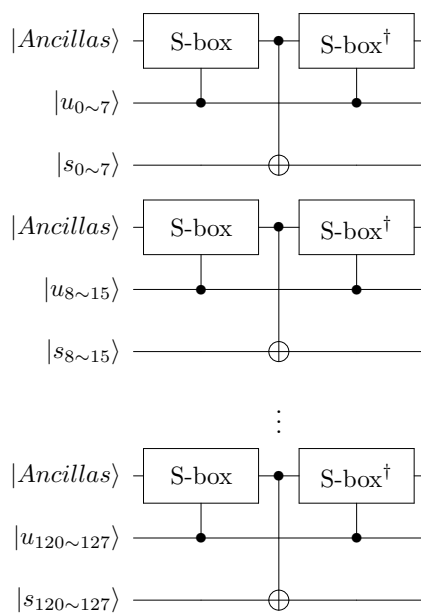 |Ancillas⟩ S-box S-box†
|u₀∼₇⟩
|s₀∼₇⟩
|Ancillas⟩ S-box S-box†
|u₈∼₁₅⟩
|s₈∼₁₅⟩
⋮
|Ancillas⟩ S-box S-box†
|u₁₂₀∼₁₂₇⟩
|s₁₂₀∼₁₂₇⟩